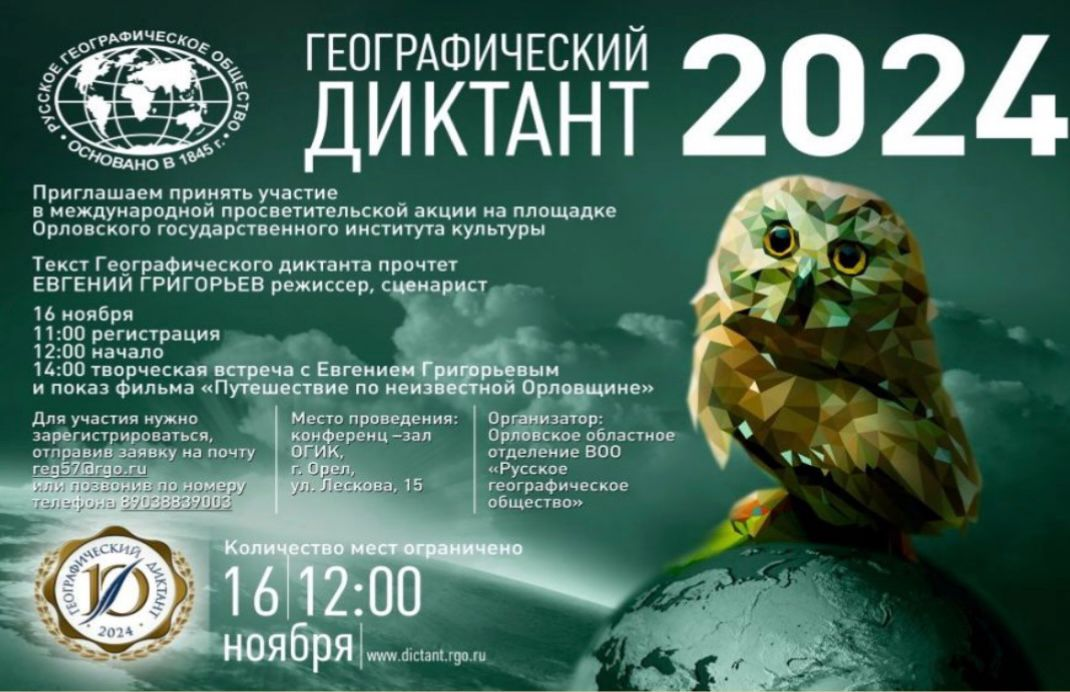 РУССКОЕ ГЕОГРАФИЧЕСКОЕ ОБЩЕСТВО
ОСНОВАНО В 1845 г.
ГЕОГРАФИЧЕСКИЙ
ДИКТАНТ 2024
Приглашаем принять участие
в международной просветительской акции на площадке
Орловского государственного института культуры
Текст Географического диктанта прочтет
ЕВГЕНИЙ ГРИГОРЬЕВ режиссер, сценарист
16 ноября
11:00 регистрация
12:00 начало
14:00 творческая встреча с Евгением Григорьевым
и показ фильма «Путешествие по неизвестной Орловщине»
Для участия нужно
зарегистрироваться,
отправив заявку на почту
reg57@rgo.ru
или позвонив по номеру
телефона 89038839003
Место проведения:
конференц –зал
ОГИК,
г. Орел,
ул. Лескова, 15
Организатор:
Орловское областное
отделение ВОО
«Русское
географическое
общество»
ГЕОГРАФИЧЕСКИЙ ДИКТАНТ
10
2024
Количество мест ограничено
16 12:00
ноября www.dictant.rgo.ru